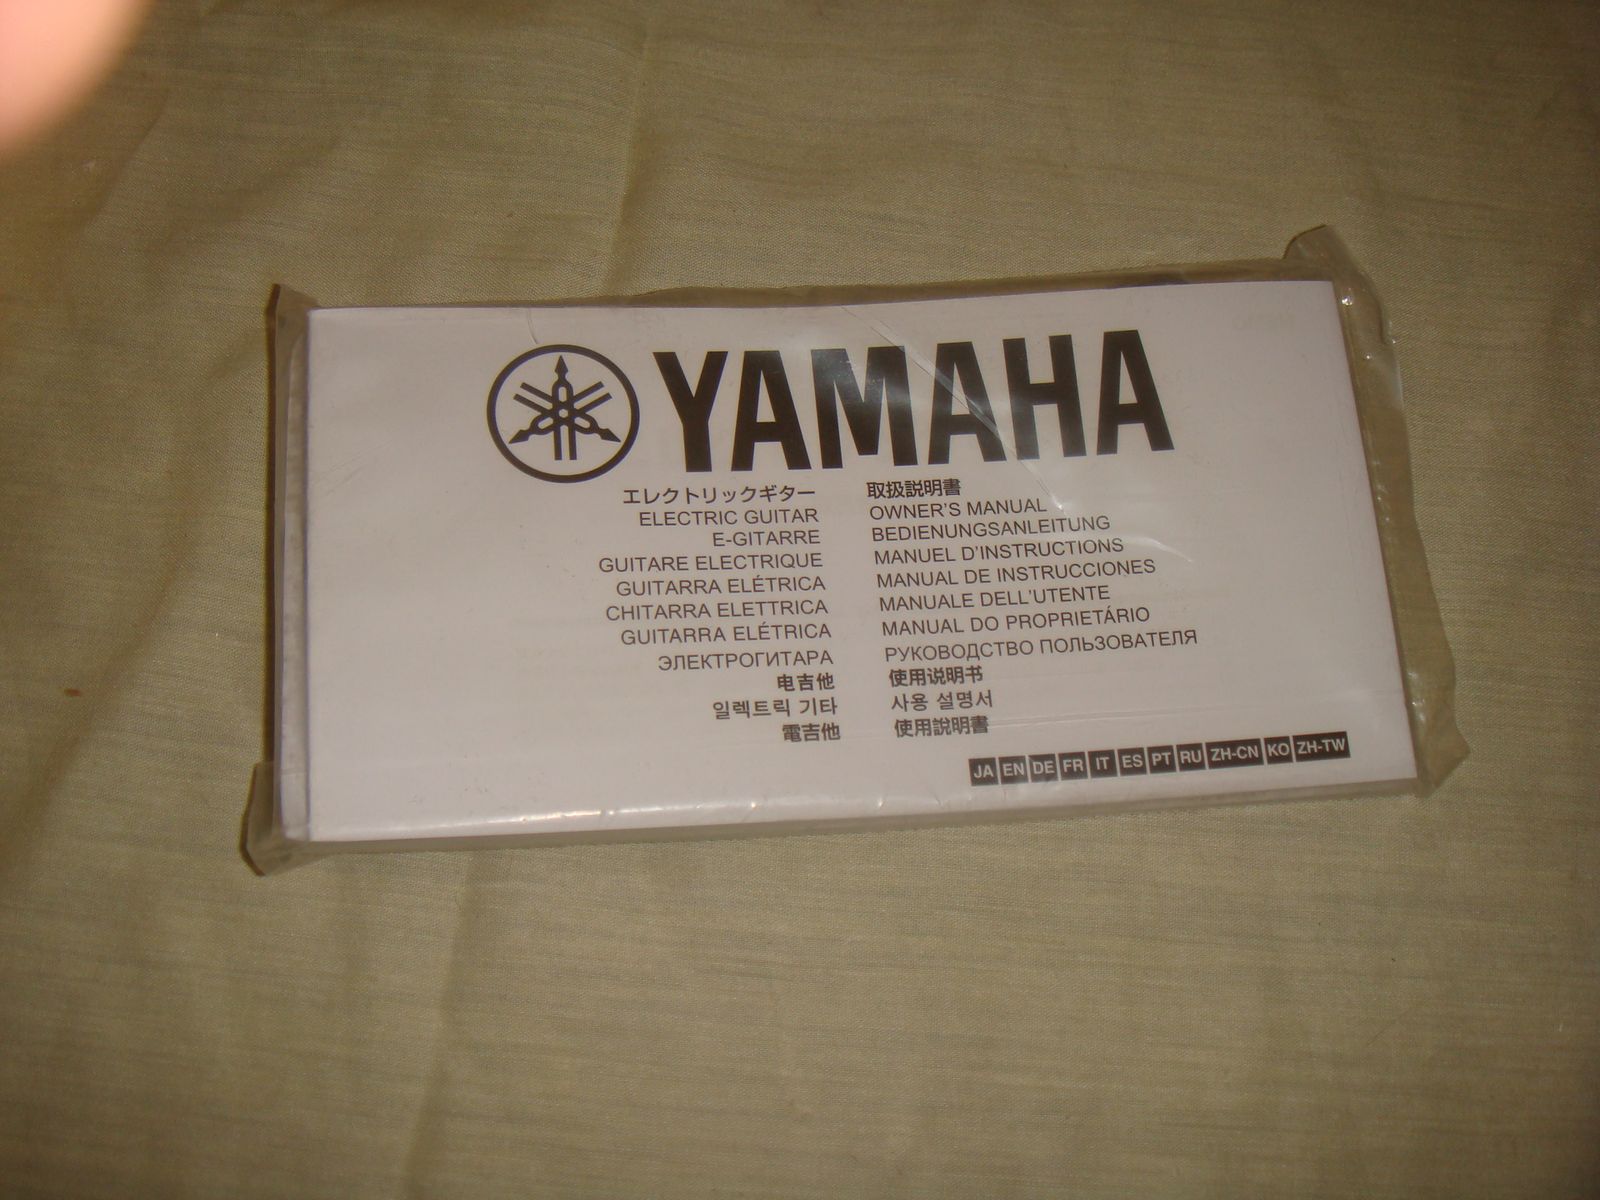 YAMAHA
エレクトリックギター 取扱説明書
ELECTRIC GUITAR OWNER'S MANUAL
E-GITARRE BEDIENUNGSANLEITUNG
GUITARE ELECTRIQUE MANUEL D'INSTRUCTIONS
GUITARRA ELÉTRICA MANUAL DE INSTRUCCIONES
CHITARRA ELETTRICA MANUALE DELL'UTENTE
GUITARRA ELÉTRICA MANUAL DO PROPRIETÁRIO
ЭЛЕКТРОГИТАРА РУКОВОДСТВО ПОЛЬЗОВАТЕЛЯ
电吉他 使用说明书
일렉트릭 기타 사용 설명서
電吉他 使用說明書
JA EN DE FR IT ES PT RU ZH-CN KO ZH-TW